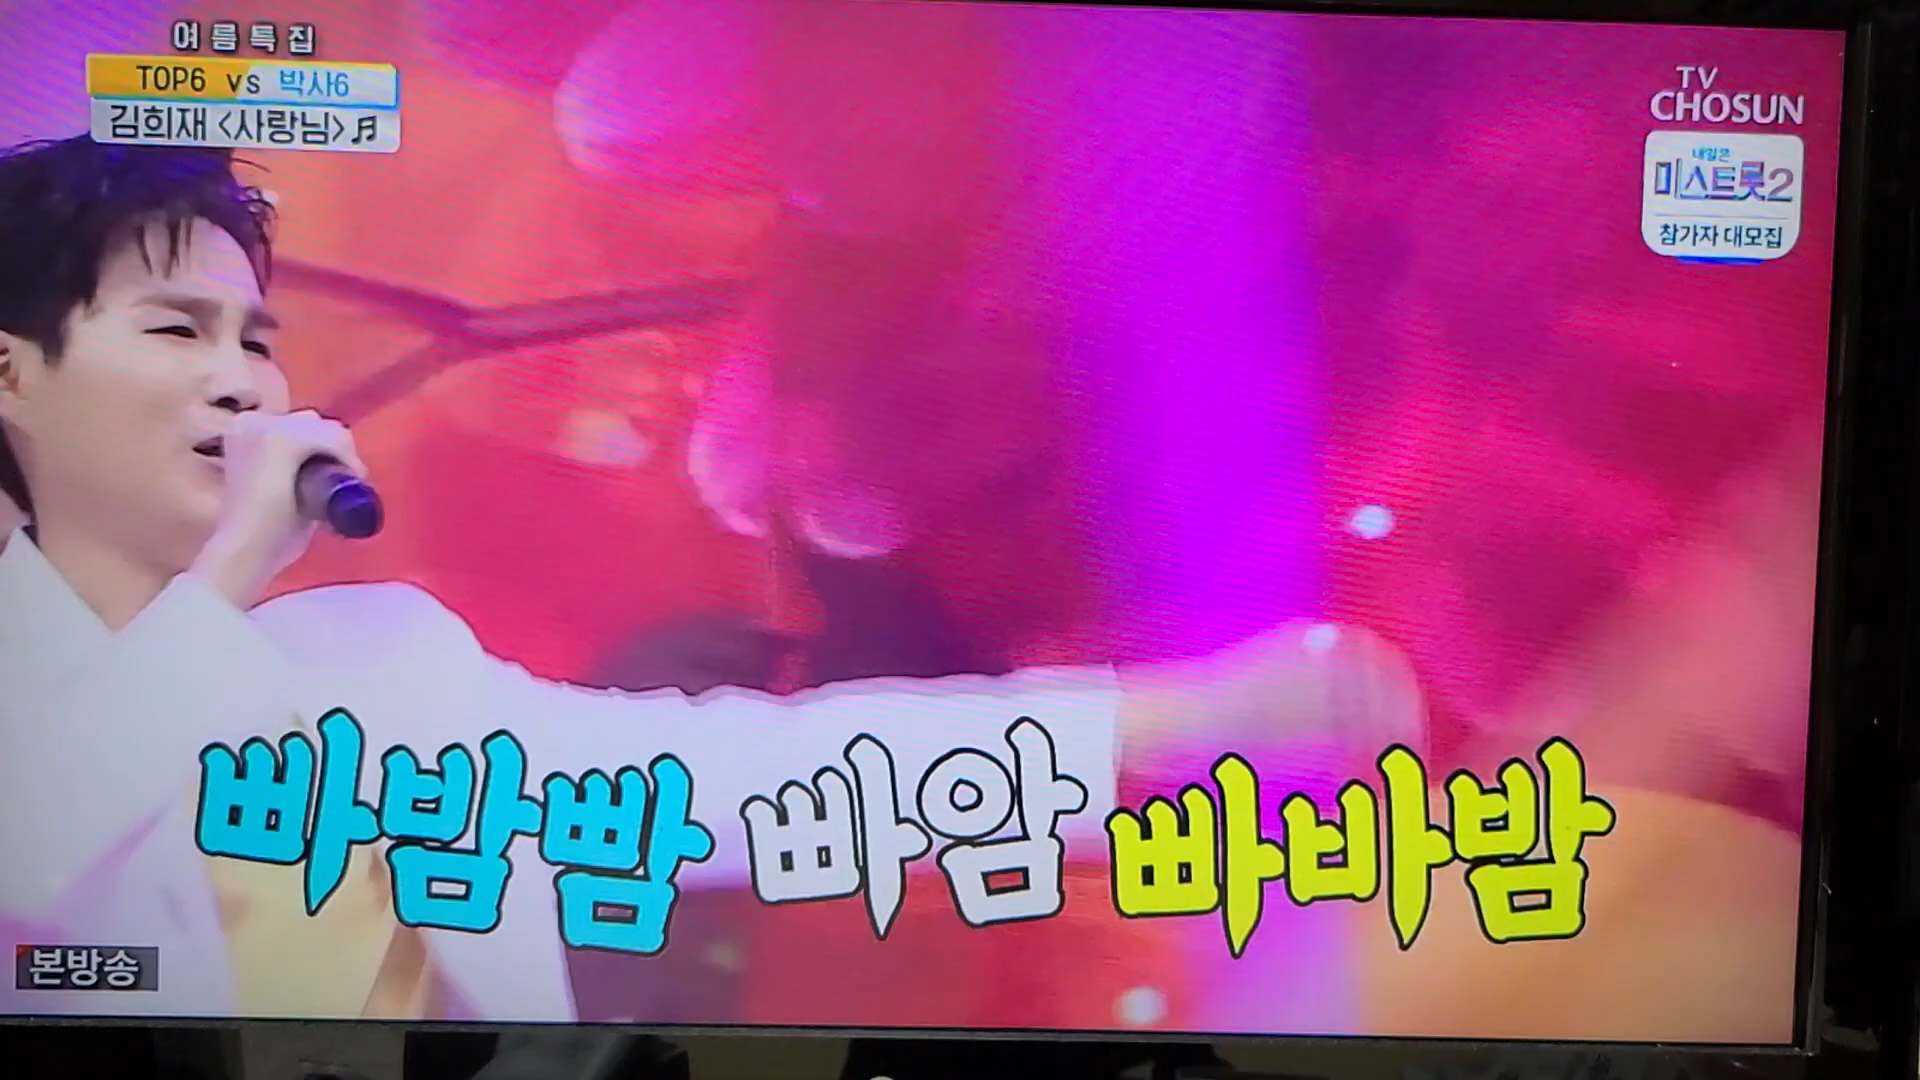 여름특집
TOP6 vs 박사6
김희재 <사랑님>♬
TV
CHOSUN
내일은
미스트롯2
참가자 대모집
빠밤빰 빠암 빠바밤
본방송